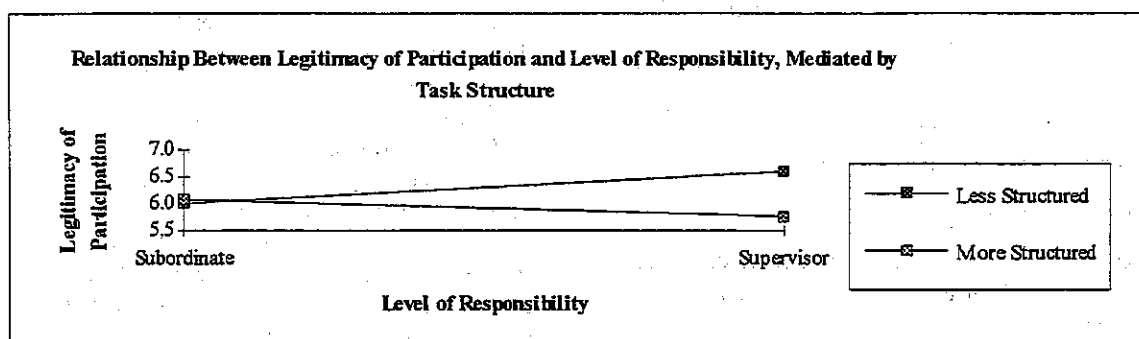 Relationship Between Legitimacy of Participation and Level of Responsibility, Mediated by
Task Structure
Legitimacy of
Participation
7.0
6.5
6.0
5.5
Subordinate
Supervisor
Level of Responsibility
Less Structured
More Structured